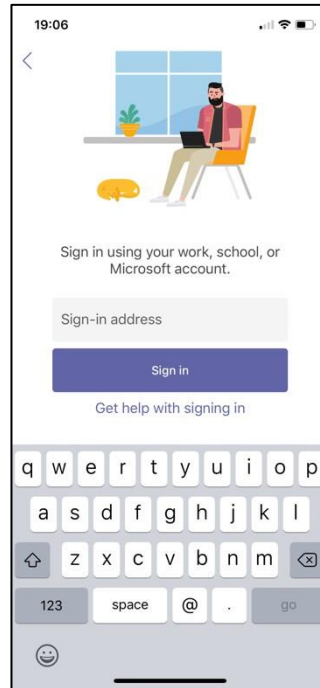 19:06
Sign in using your work, school, or
Microsoft account.
Sign-in address
Sign in
Get help with signing in
q w e r t y u i o p
a s d f g h j k l
z x c v b n m
123 space @ . go